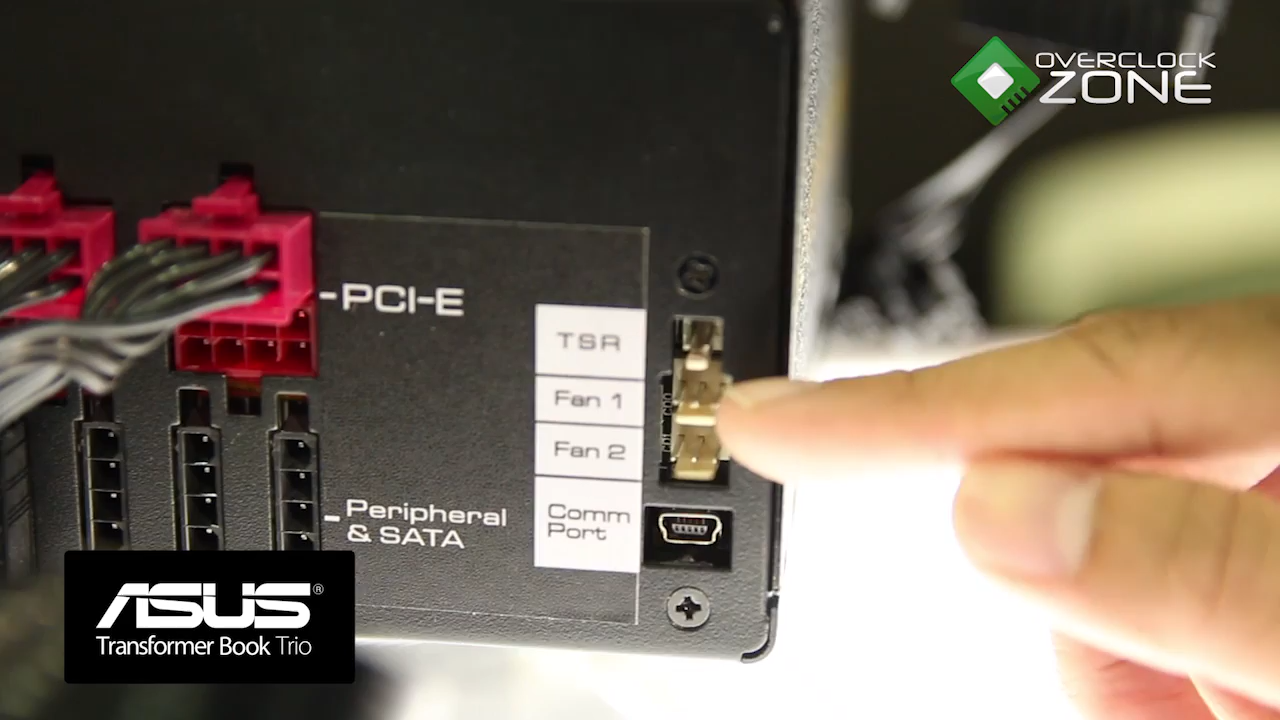 OVERCLOCK
ZONE
-PCI-E
TSR
Fan 1
Fan 2
Comm
Port
-Peripheral
& SATA
ASUS®
Transformer Book Trio